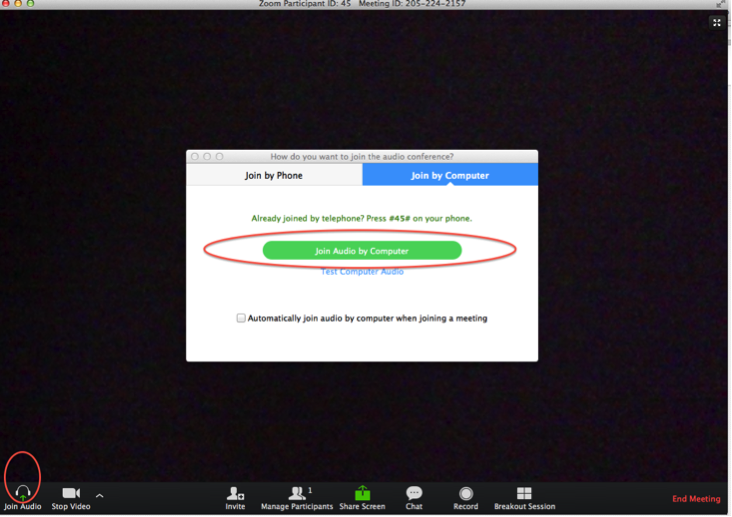 Zoom Participant ID: 45 Meeting ID: 205-224-2157
How do you want to join the audio conference?
Join by Phone
Join by Computer
Already joined by telephone? Press #45# on your phone.
Join Audio by Computer
Test Computer Audio
Automatically join audio by computer when joining a meeting
1
Join Audio
Stop Video
Invite
Manage Participants
Share Screen
Chat
Record
Breakout Session
End Meeting